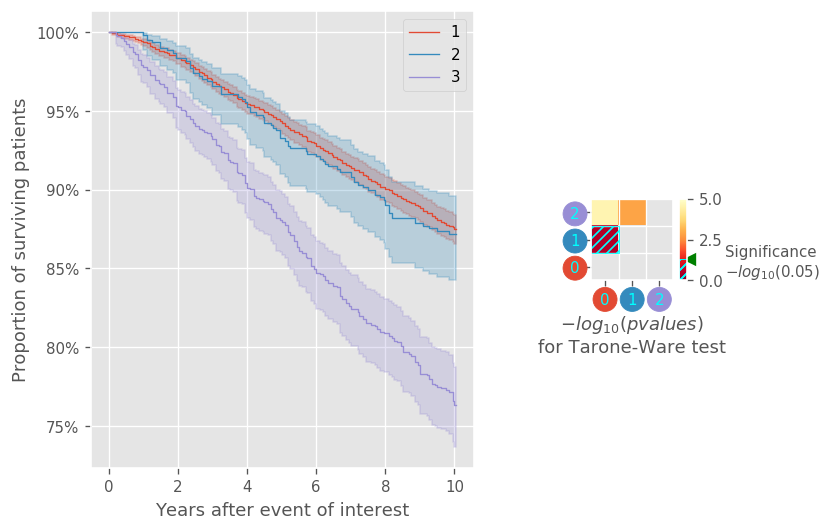 100%
95%
90%
85%
80%
75%
Proportion of surviving patients
0 2 4 6 8 10
Years after event of interest
1
2
3
2
1
0
0 1 2
5.0
2.5
0.0
Significance
−log₁₀(0.05)
−log₁₀(pvalues)
for Tarone-Ware test